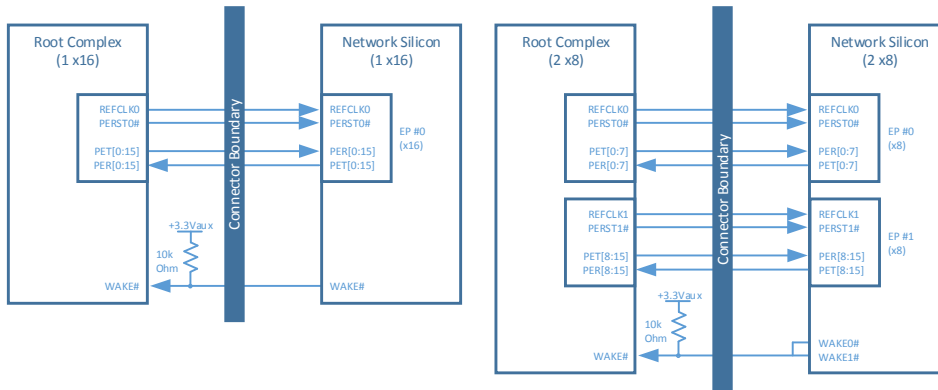 Root Complex
(1 x16)
REFCLK0
PERST0#
PET[0:15]
PER[0:15]
+3.3Vaux
10k
Ohm
WAKE#
Connector Boundary
Network Silicon
(1 x16)
REFCLK0
PERST0#
PER[0:15]
PET[0:15]
EP #0
(x16)
WAKE#
Root Complex
(2 x8)
REFCLK0
PERST0#
PET[0:7]
PER[0:7]
REFCLK1
PERST1#
PET[8:15]
PER[8:15]
+3.3Vaux
10k
Ohm
WAKE#
Connector Boundary
Network Silicon
(2 x8)
REFCLK0
PERST0#
PER[0:7]
PET[0:7]
EP #0
(x8)
REFCLK1
PERST1#
PER[8:15]
PET[8:15]
EP #1
(x8)
WAKE0#
WAKE1#